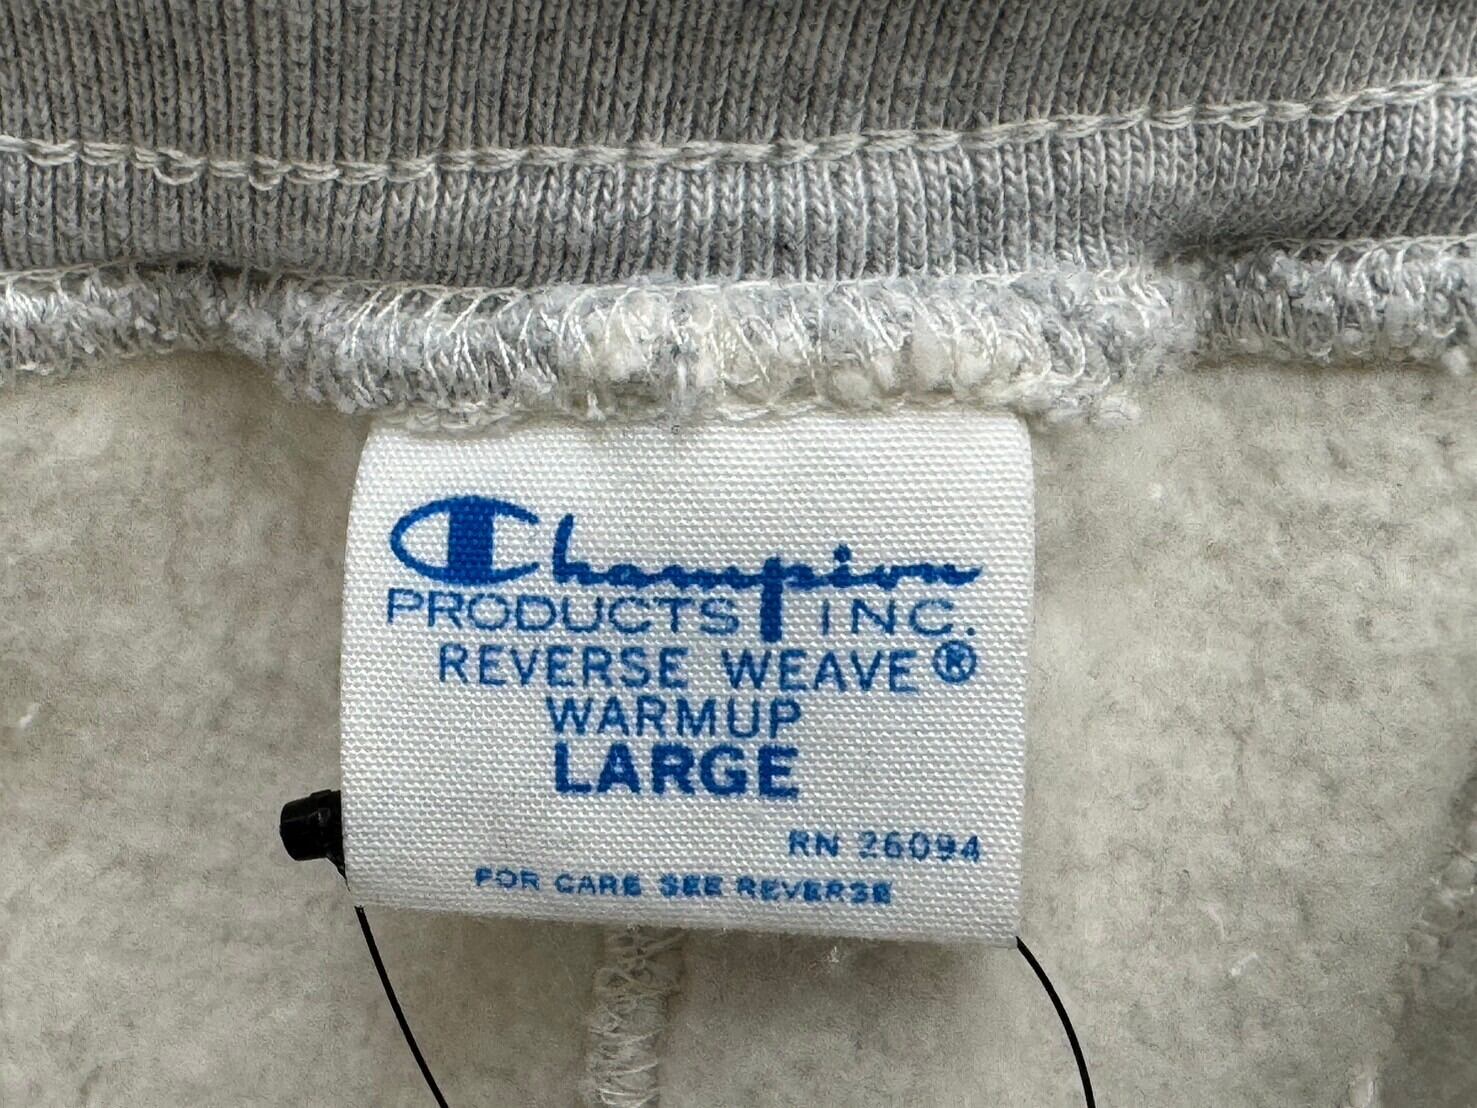 Champion
PRODUCTS INC.
REVERSE WEAVE®
WARMUP
LARGE
RN 26094
FOR CARE SEE REVERSE